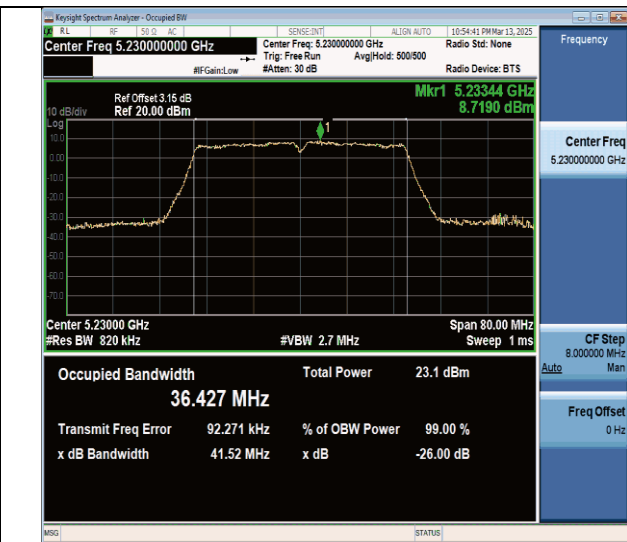 Keysight Spectrum Analyzer - Occupied BW
RL RF 50 Ω AC SENSE:INT ALIGN AUTO 10:54:41 PM Mar 13, 2025
Center Freq 5.230000000 GHz Center Freq: 5.230000000 GHz Radio Std: None
Trig: Free Run Avg|Hold: 500/500
#IFGain:Low #Atten: 30 dB Radio Device: BTS
Frequency
Mkr1 5.23344 GHz
8.7190 dBm
Ref Offset 3.15 dB
10 dB/div Ref 20.00 dBm
Log
10.0
0.00
-10.0
-20.0
-30.0
-40.0
-50.0
-60.0
-70.0
1
Center 5.23000 GHz Span 80.00 MHz
#Res BW 820 kHz #VBW 2.7 MHz Sweep 1 ms
Occupied Bandwidth Total Power 23.1 dBm
36.427 MHz
Transmit Freq Error 92.271 kHz % of OBW Power 99.00 %
x dB Bandwidth 41.52 MHz x dB -26.00 dB
Center Freq
5.230000000 GHz
CF Step
8.000000 MHz
Auto Man
Freq Offset
0 Hz
MSG STATUS